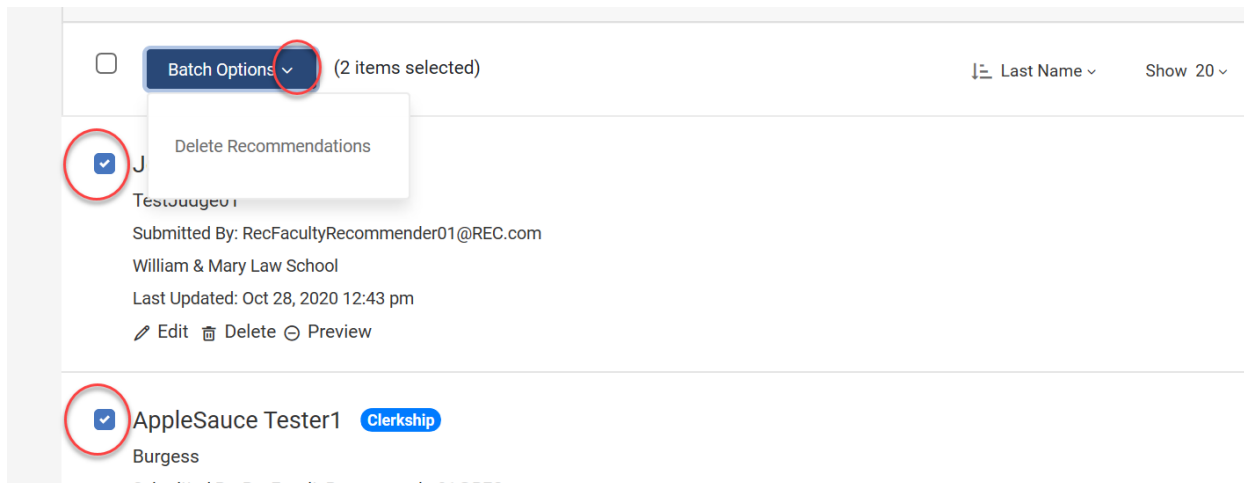 Batch Options (2 items selected) Last Name Show 20
Delete Recommendations
J
TestJudge01
Submitted By: RecFacultyRecommender01@REC.com
William & Mary Law School
Last Updated: Oct 28, 2020 12:43 pm
Edit Delete Preview
AppleSauce Tester1 Clerkship
Burgess